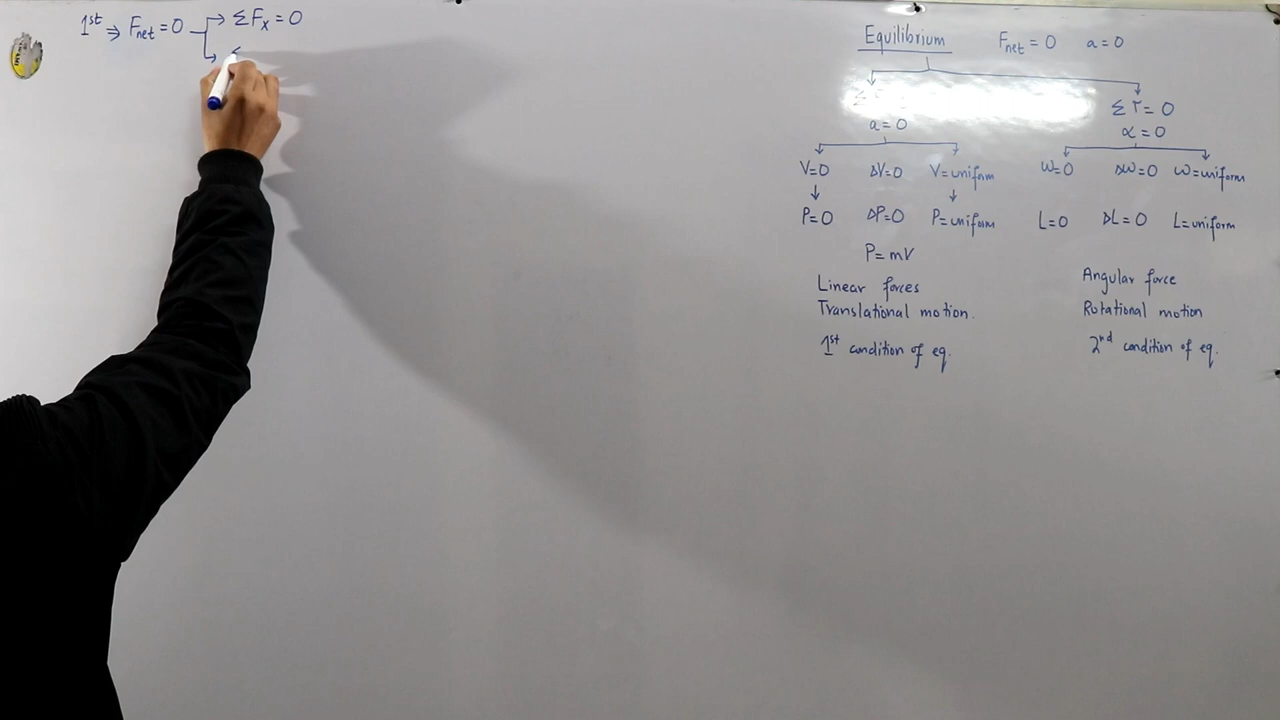 1st ⇒ Fnet = 0 → ΣFx = 0
Equilibrium Fnet = 0 a = 0
Στ = 0
a = 0 α = 0
V=0 ΔV=0 V=uniform ω=0 Δω=0 ω=uniform
P=0 ΔP=0 P=uniform L=0 ΔL=0 L=uniform
P = mV
Linear forces Angular force
Translational motion. Rotational motion
1st condition of eq. 2nd condition of eq.